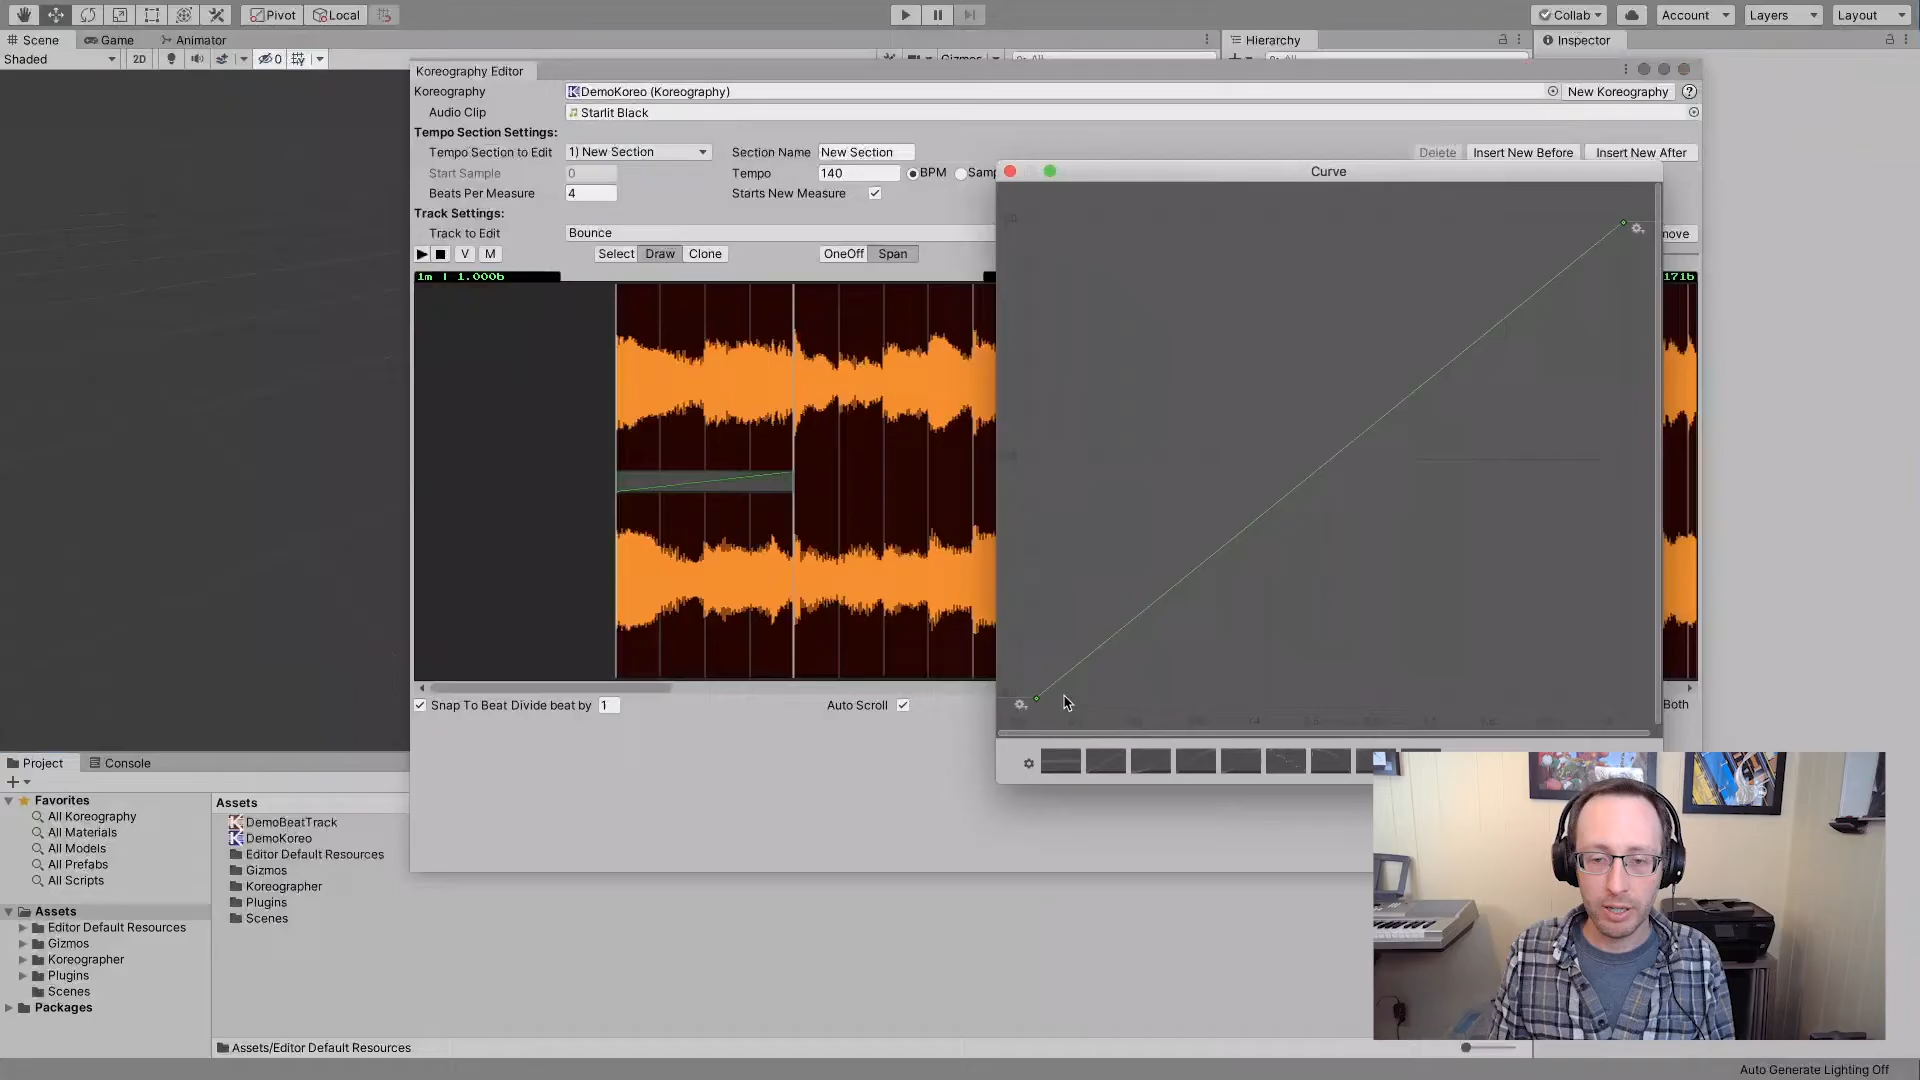 Pivot Local Collab Account Layers Layout
Scene Game Animator Hierarchy Inspector
Shaded 2D 0 Gizmos All All
Koreography Editor
Koreography DemoKoreo (Koreography) New Koreography ?
Audio Clip Starlit Black
Tempo Section Settings:
Tempo Section to Edit 1) New Section Section Name New Section Delete Insert New Before Insert New After
Start Sample 0 Tempo 140 BPM Samp
Curve
Beats Per Measure 4 Starts New Measure
Track Settings:
Track to Edit Bounce nove
V M Select Draw Clone OneOff Span
1m | 1.000b 171b
Snap To Beat Divide beat by 1 Auto Scroll Both
Project Console
Favorites
All Koreography
All Materials
All Models
All Prefabs
All Scripts
Assets
Editor Default Resources
Gizmos
Koreographer
Plugins
Scenes
Packages
Assets
DemoBeatTrack
DemoKoreo
Editor Default Resources
Gizmos
Koreographer
Plugins
Scenes
Assets/Editor Default Resources
Auto Generate Lighting Off